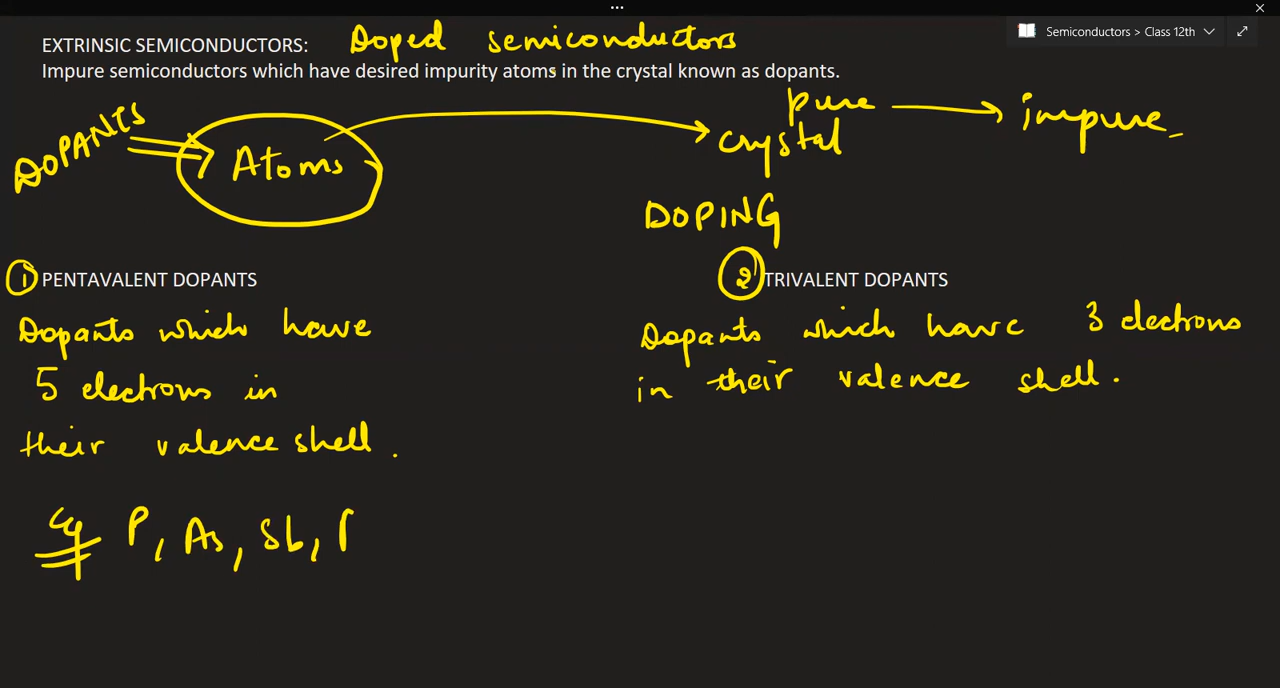 Semiconductors > Class 12th
EXTRINSIC SEMICONDUCTORS: Doped semiconductors
Impure semiconductors which have desired impurity atoms in the crystal known as dopants.
DOPANTS
Atoms
pure
crystal
impure
DOPING
1 PENTAVALENT DOPANTS
Dopants which have
5 electrons in
their valence shell.
Eg P, As, Sb,
2 TRIVALENT DOPANTS
Dopants which have 3 electrons
in their valence shell.